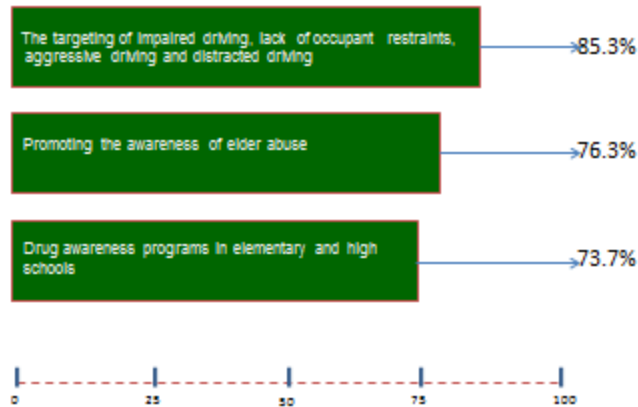 The targeting of impaired driving, lack of occupant restraints,
aggressive driving and distracted driving
85.3%
Promoting the awareness of elder abuse
76.3%
Drug awareness programs in elementary and high
schools
73.7%
0 25 50 75 100